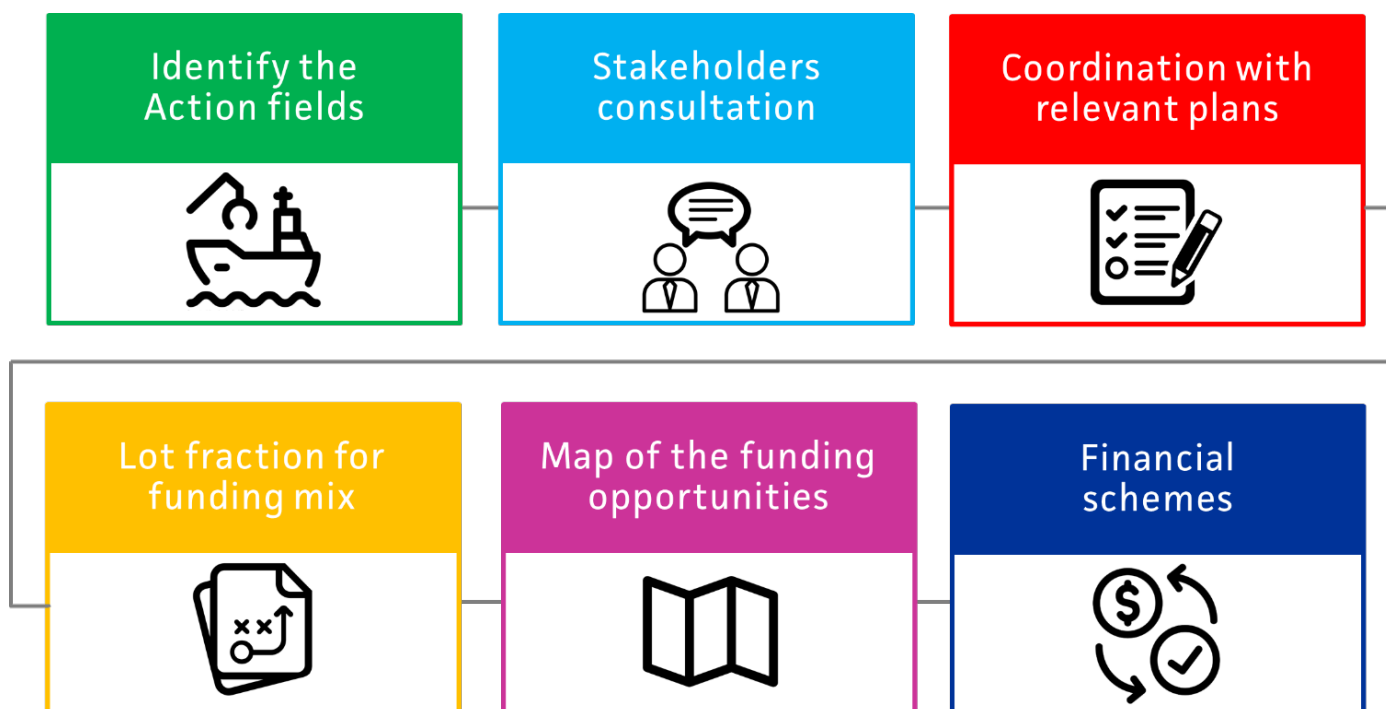 Identify the
Action fields
Stakeholders
consultation
Coordination with
relevant plans
Lot fraction for
funding mix
Map of the funding
opportunities
Financial
schemes
$